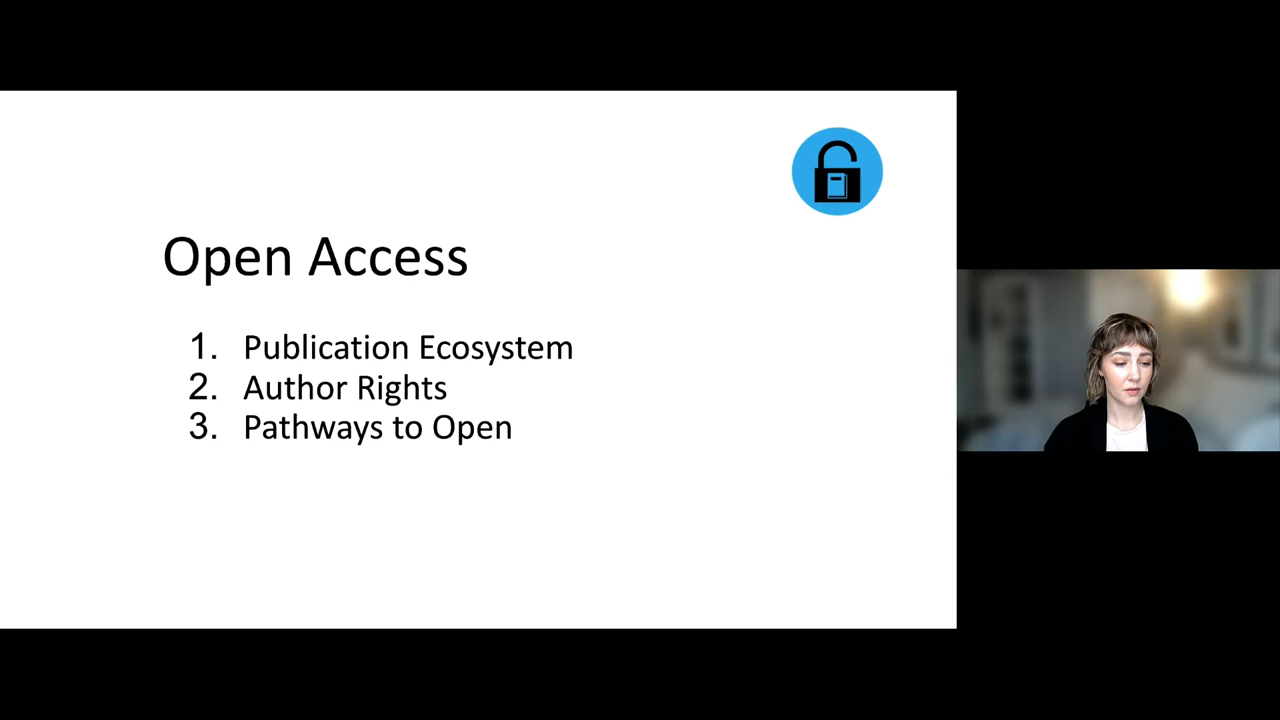 Open Access
1. Publication Ecosystem
2. Author Rights
3. Pathways to Open